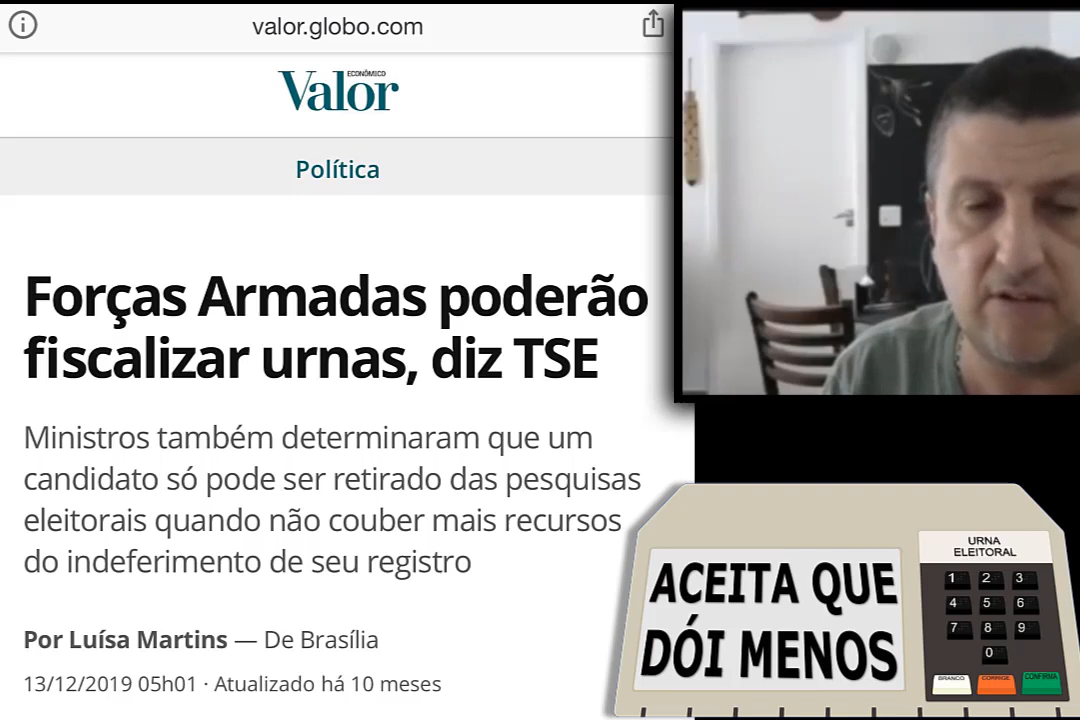 valor.globo.com
ECONÔMICO
Valor
Política
Forças Armadas poderão
fiscalizar urnas, diz TSE
Ministros também determinaram que um
candidato só pode ser retirado das pesquisas
eleitorais quando não couber mais recursos
do indeferimento de seu registro
Por Luísa Martins — De Brasília
13/12/2019 05h01 · Atualizado há 10 meses
ACEITA QUE
DÓI MENOS
URNA
ELEITORAL
1 2 3
4 5 6
7 8 9
0
BRANCO CORRIGE CONFIRMA